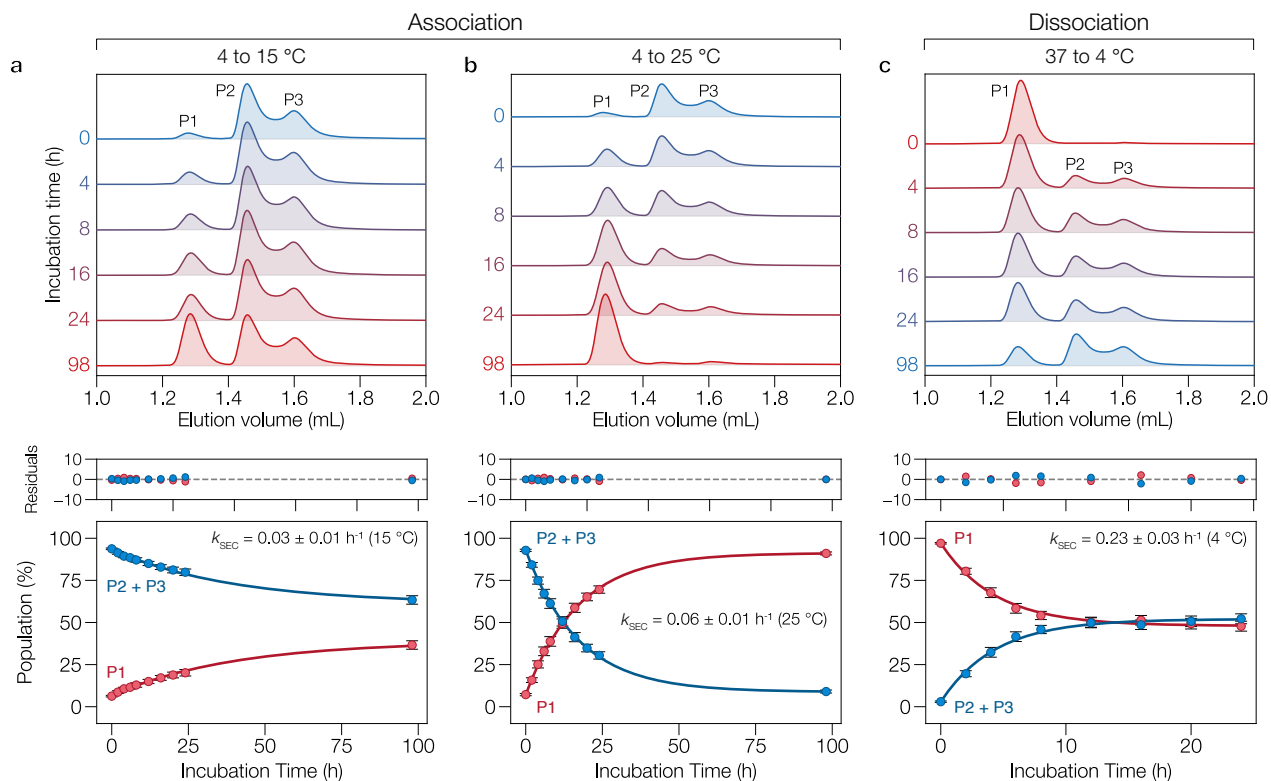 Association
Dissociation
a
4 to 15 °C
b
4 to 25 °C
c
37 to 4 °C
Incubation time (h)
P1
P2
P3
0
4
8
16
24
98
1.0
1.2
1.4
1.6
1.8
2.0
Elution volume (mL)
P1
P2
P3
0
4
8
16
24
98
1.0
1.2
1.4
1.6
1.8
2.0
Elution volume (mL)
P1
P2
P3
0
4
8
16
24
98
1.0
1.2
1.4
1.6
1.8
2.0
Elution volume (mL)
Residuals
10
0
−10
10
0
−10
10
0
−10
Population (%)
100
75
50
25
0
kSEC = 0.03 ± 0.01 h-1 (15 °C)
P2 + P3
P1
0
25
50
75
100
Incubation Time (h)
100
75
50
25
0
P2 + P3
kSEC = 0.06 ± 0.01 h-1 (25 °C)
P1
0
25
50
75
100
Incubation Time (h)
100
75
50
25
0
P1
kSEC = 0.23 ± 0.03 h-1 (4 °C)
P2 + P3
0
10
20
Incubation Time (h)